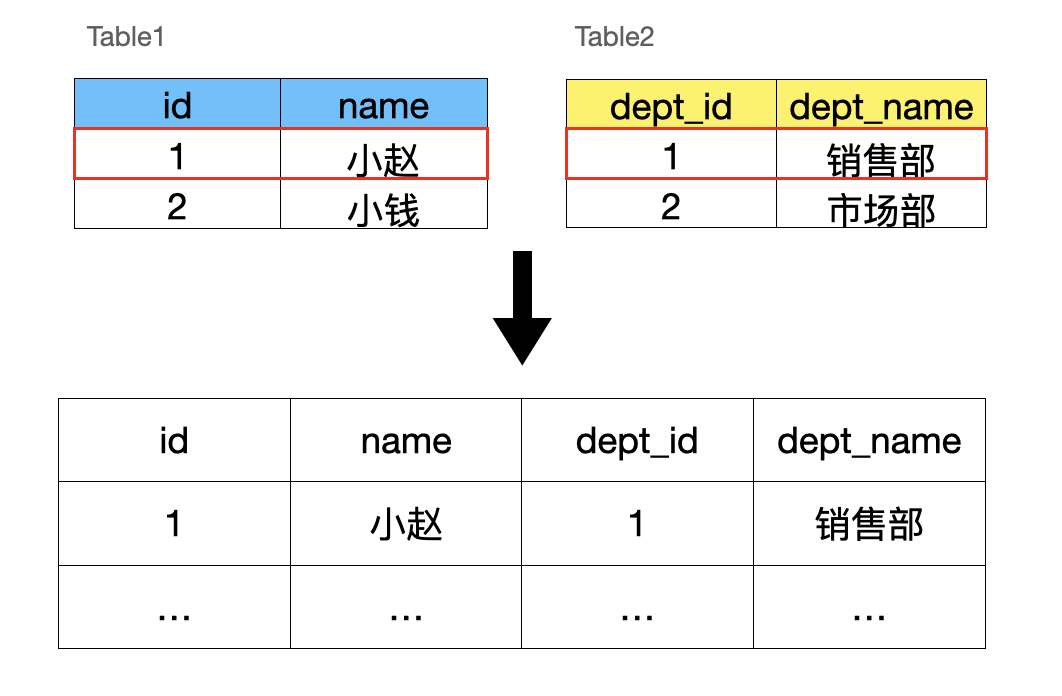 Table1 Table2
id name dept_id dept_name
1 小赵 1 销售部
2 小钱 2 市场部
id name dept_id dept_name
1 小赵 1 销售部
... ... ... ...